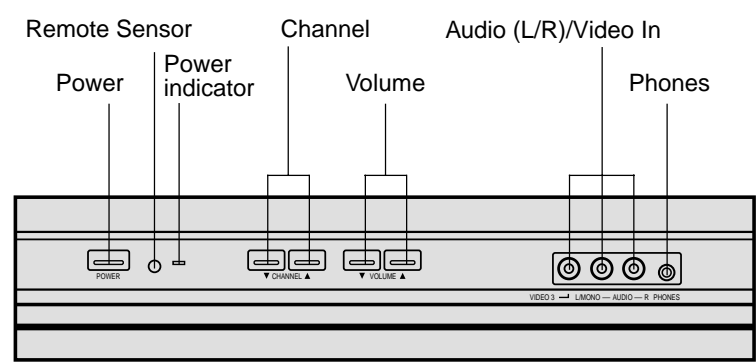 Remote Sensor
Channel
Audio (L/R)/Video In
Power
Power
indicator
Volume
Phones
POWER
▼ CHANNEL ▲
▼ VOLUME ▲
VIDEO 3 L/MONO — AUDIO — R PHONES